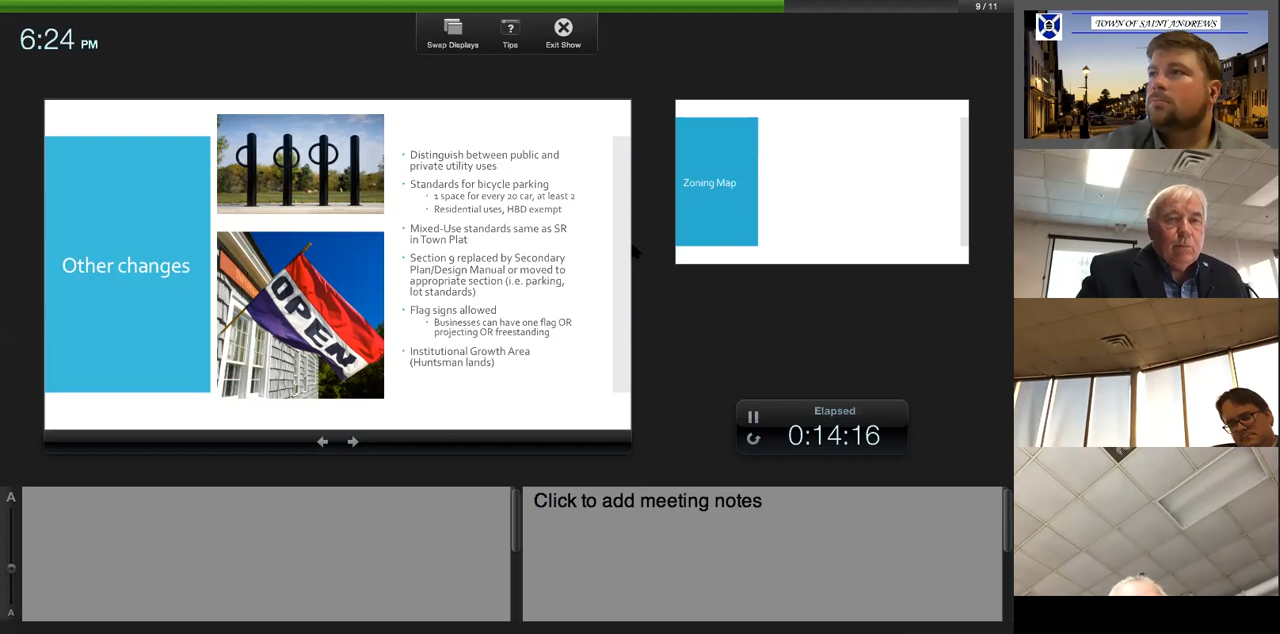 9 / 11
6:24 PM
Swap Displays
Tips
Exit Show
TOWN OF SAINT ANDREWS
Other changes
OPEN
Distinguish between public and
private utility uses
Standards for bicycle parking
1 space for every 20 car, at least 2
Residential uses, HBD exempt
Mixed-Use standards same as SR
in Town Plat
Section 9 replaced by Secondary
Plan/Design Manual or moved to
appropriate section (i.e. parking,
lot standards)
Flag signs allowed
Businesses can have one flag OR
projecting OR freestanding
Institutional Growth Area
(Huntsman lands)
Zoning Map
Elapsed
0:14:16
A
A
Click to add meeting notes